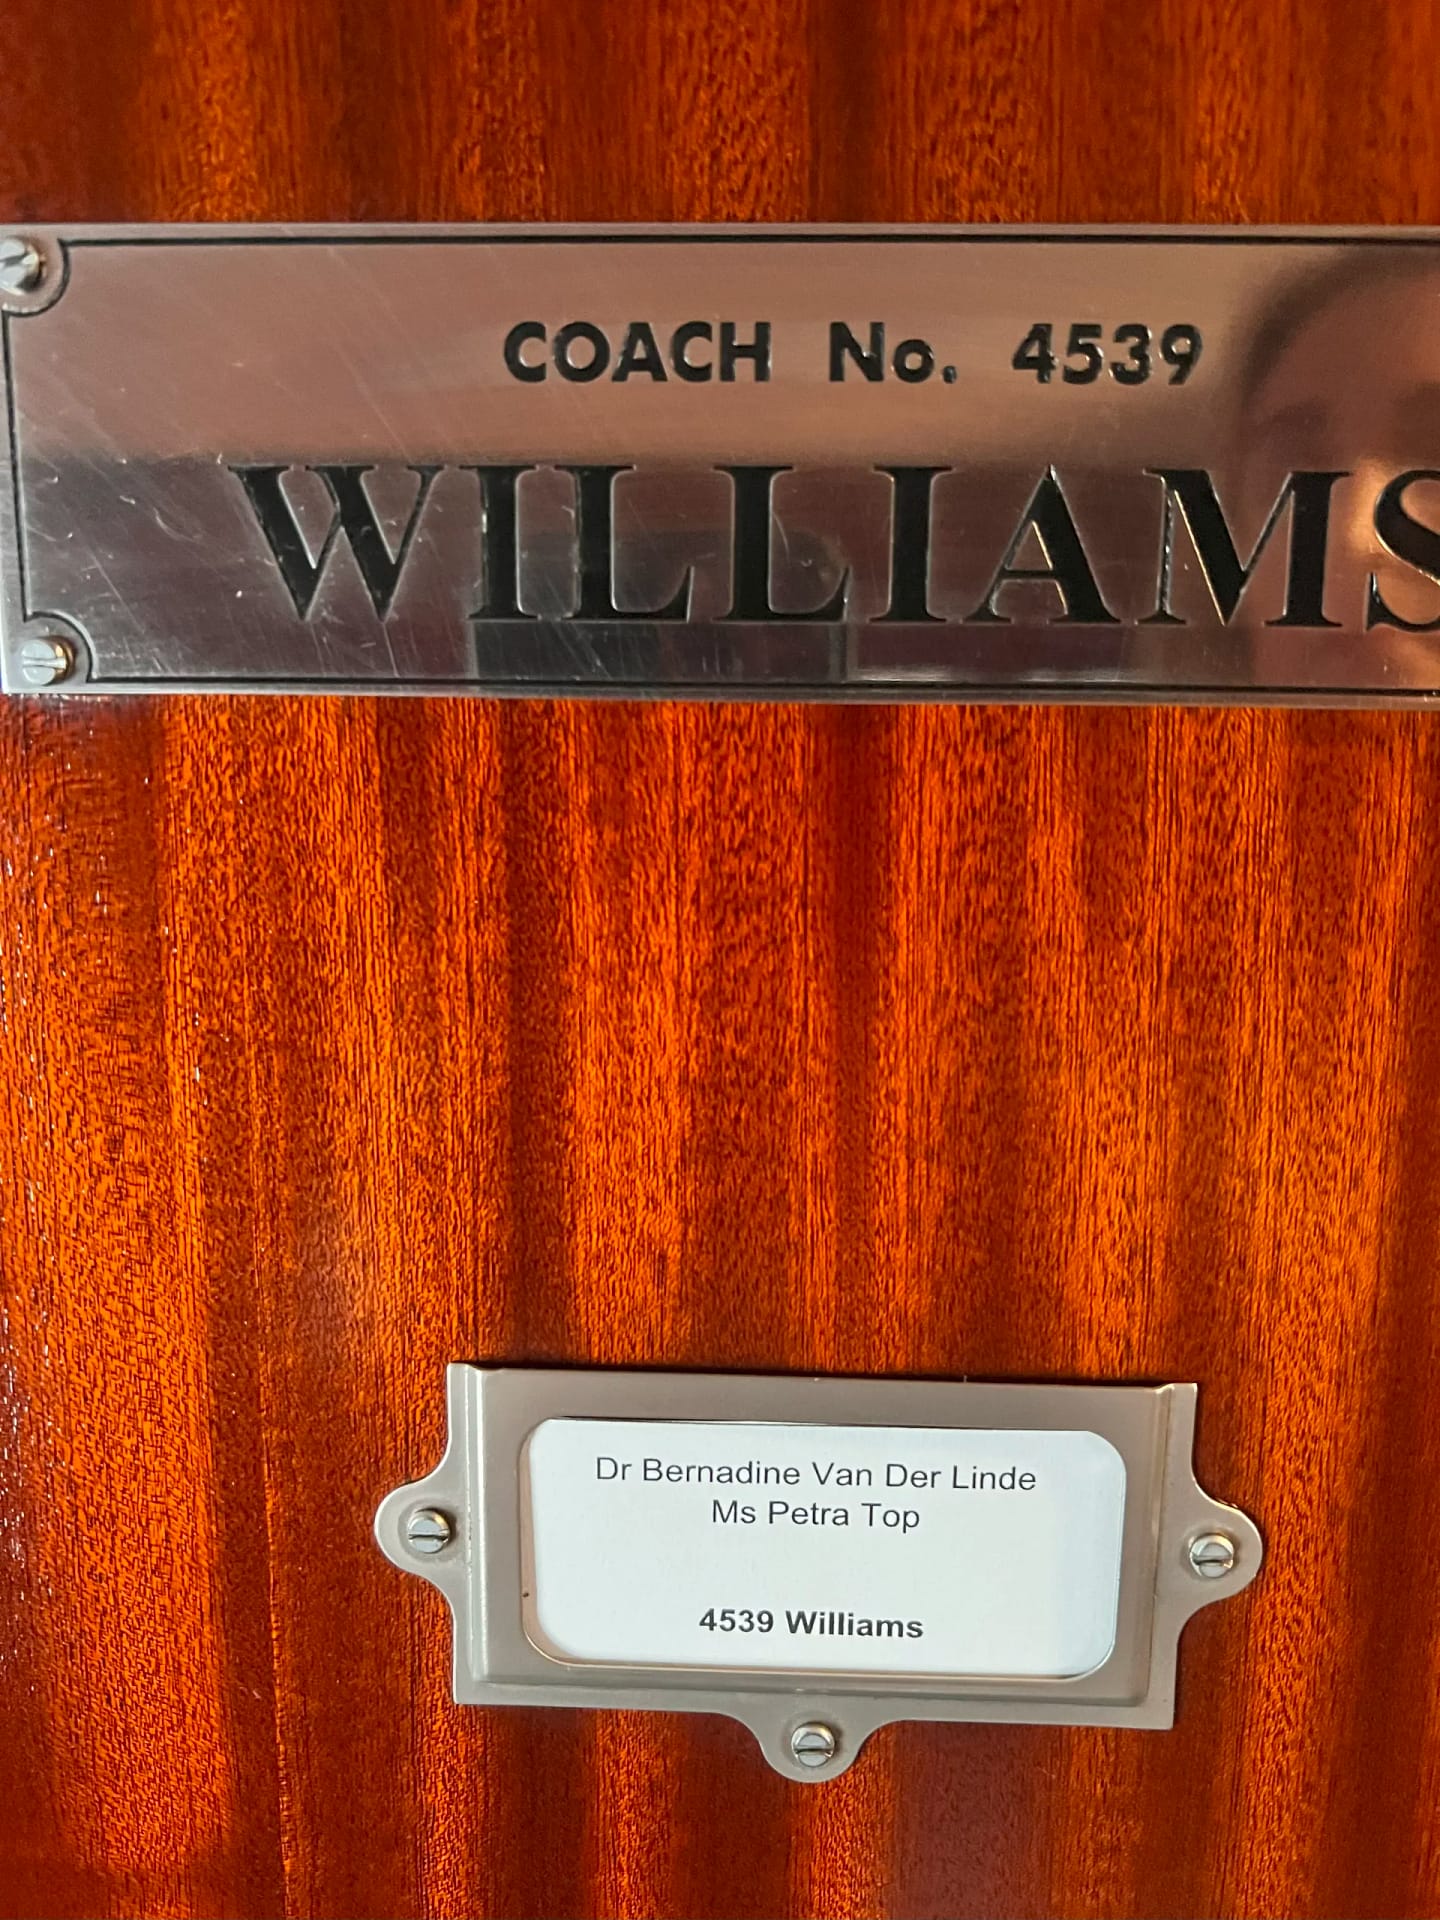 COACH No. 4539
WILLIAMS
Dr Bernadine Van Der Linde
Ms Petra Top
4539 Williams